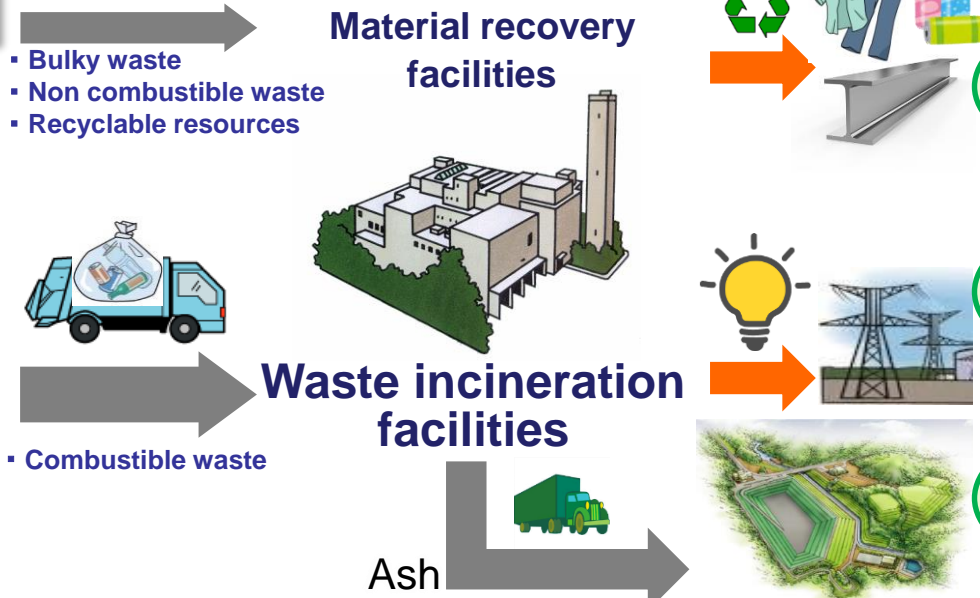 Material recovery
facilities
▪ Bulky waste
▪ Non combustible waste
▪ Recyclable resources
Waste incineration
facilities
▪ Combustible waste
Ash